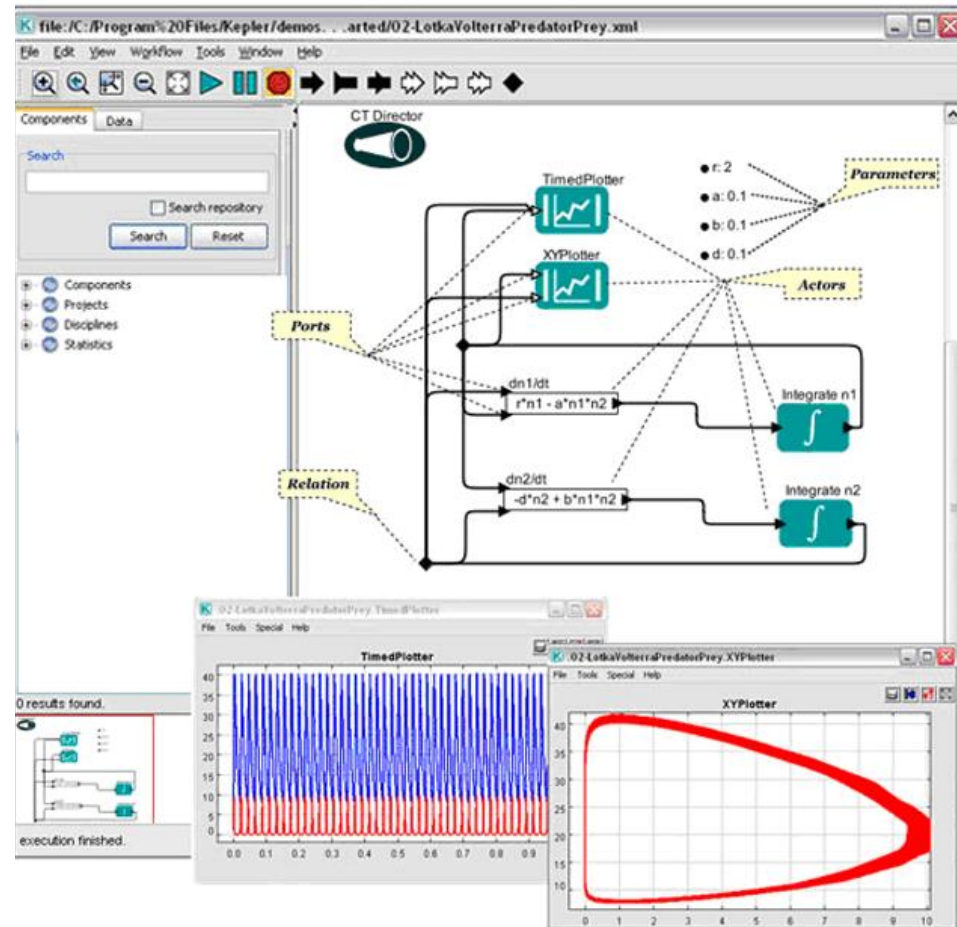 file:/C:/Program%20Files/Kepler/demos. . .arted/02-LotkaVolterraPredatorPrey.xml
File Edit View Workflow Tools Window Help
Components Data
Search
Search repository
Search Reset
Components
Projects
Disciplines
Statistics
0 results found.
execution finished.
CT Director
TimedPlotter
XYPlotter
r: 2
a: 0.1
b: 0.1
d: 0.1
Parameters
Actors
Ports
Relation
dn1/dt
r*n1 - a*n1*n2
Integrate n1
∫
dn2/dt
-d*n2 + b*n1*n2
Integrate n2
∫
02-LotkaVolterraPredatorPrey.TimedPlotter
File Tools Special Help
TimedPlotter
40
35
30
25
20
15
10
5
0
0.0 0.1 0.2 0.3 0.4 0.5 0.6 0.7 0.8 0.9
02-LotkaVolterraPredatorPrey.XYPlotter
File Tools Special Help
XYPlotter
40
35
30
25
20
15
10
0 1 2 3 4 5 6 7 8 9 10